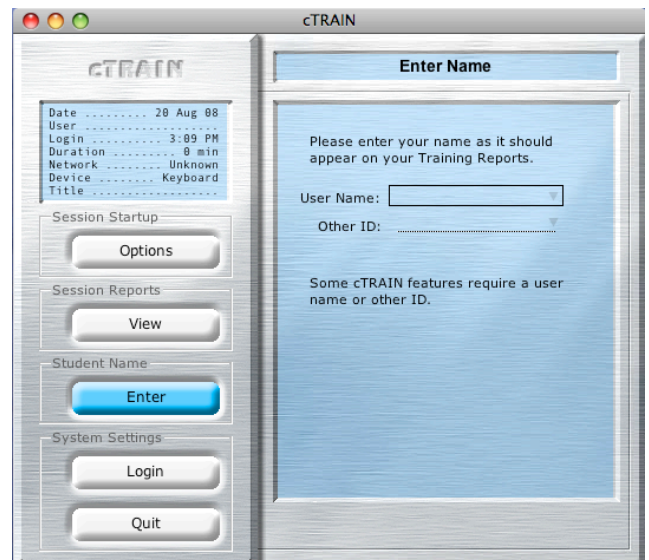 cTRAIN
cTRAIN
Date ......... 20 Aug 08
User ...................
Login ......... 3:09 PM
Duration ........ 0 min
Network ....... Unknown
Device ....... Keyboard
Title ..................
Session Startup
Options
Session Reports
View
Student Name
Enter
System Settings
Login
Quit
Enter Name
Please enter your name as it should
appear on your Training Reports.
User Name:
Other ID:
Some cTRAIN features require a user
name or other ID.